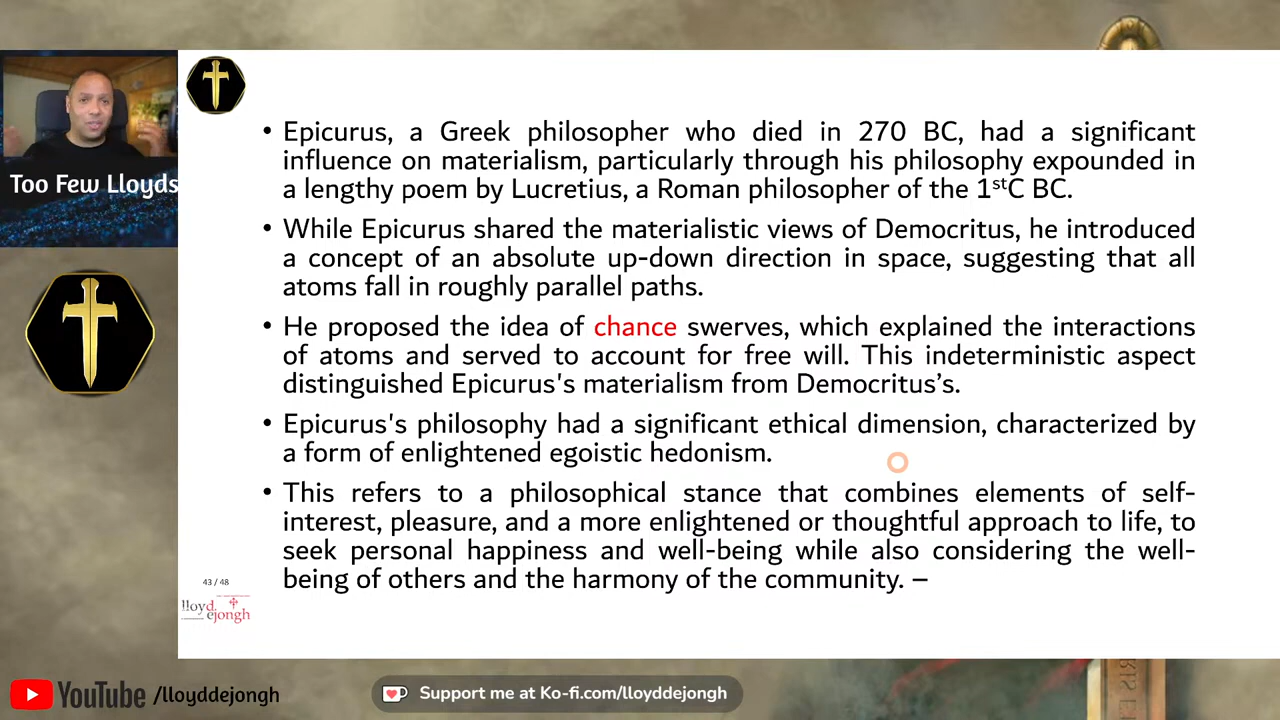 Too Few Lloyds
• Epicurus, a Greek philosopher who died in 270 BC, had a significant
influence on materialism, particularly through his philosophy expounded in
a lengthy poem by Lucretius, a Roman philosopher of the 1stC BC.
• While Epicurus shared the materialistic views of Democritus, he introduced
a concept of an absolute up-down direction in space, suggesting that all
atoms fall in roughly parallel paths.
• He proposed the idea of chance swerves, which explained the interactions
of atoms and served to account for free will. This indeterministic aspect
distinguished Epicurus's materialism from Democritus’s.
• Epicurus's philosophy had a significant ethical dimension, characterized by
a form of enlightened egoistic hedonism.
• This refers to a philosophical stance that combines elements of self-
interest, pleasure, and a more enlightened or thoughtful approach to life, to
seek personal happiness and well-being while also considering the well-
being of others and the harmony of the community. –
43 / 48
lloyd
ejongh
YouTube /lloyddejongh
Support me at Ko-fi.com/lloyddejongh